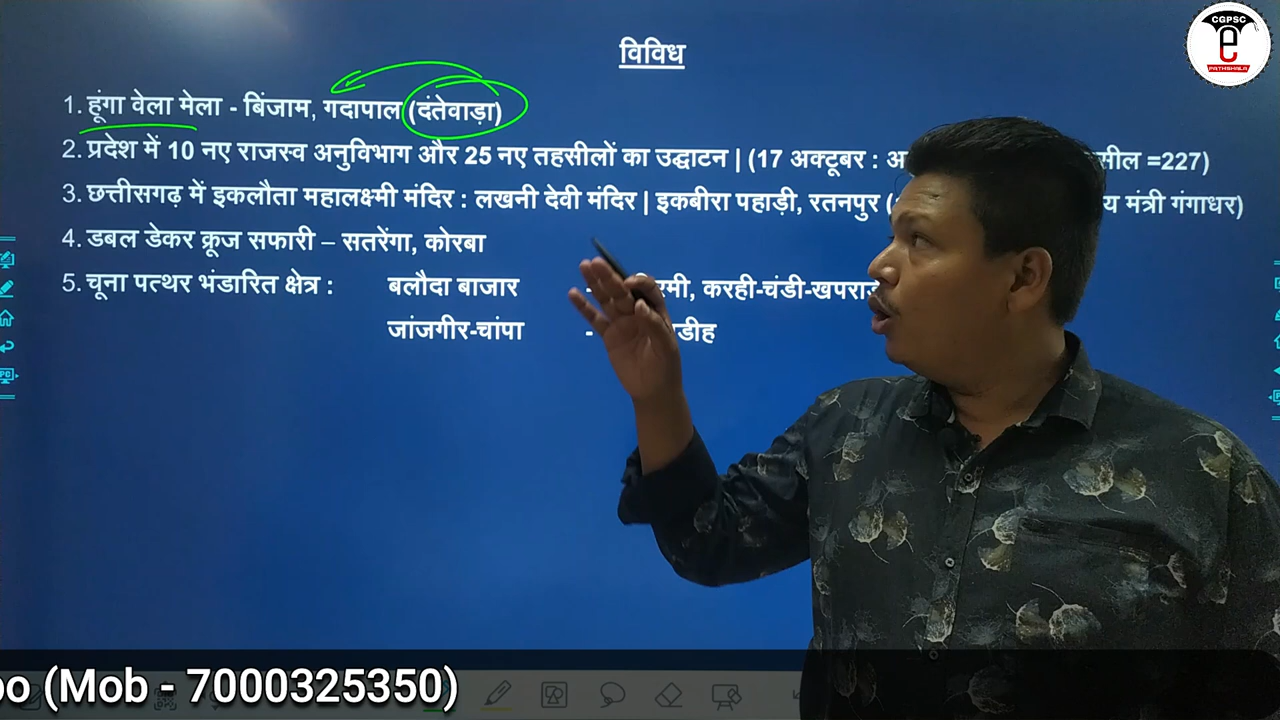 CGPSC
e
PATHSHALA
विविध
1. हूंगा वेला मेला - बिंजाम, गदापाल (दंतेवाड़ा)
2. प्रदेश में 10 नए राजस्व अनुविभाग और 25 नए तहसीलों का उद्घाटन | (17 अक्टूबर : =227)
3. छत्तीसगढ़ में इकलौता महालक्ष्मी मंदिर : लखनी देवी मंदिर | इकबीरा पहाड़ी, रतनपुर ( मंत्री गंगाधर)
4. डबल डेकर क्रूज सफारी – सतरेंगा, कोरबा
5. चूना पत्थर भंडारित क्षेत्र : बलौदा बाजार - करही-चंडी-
जांजगीर-चांपा -
(Mob - 7000325350)